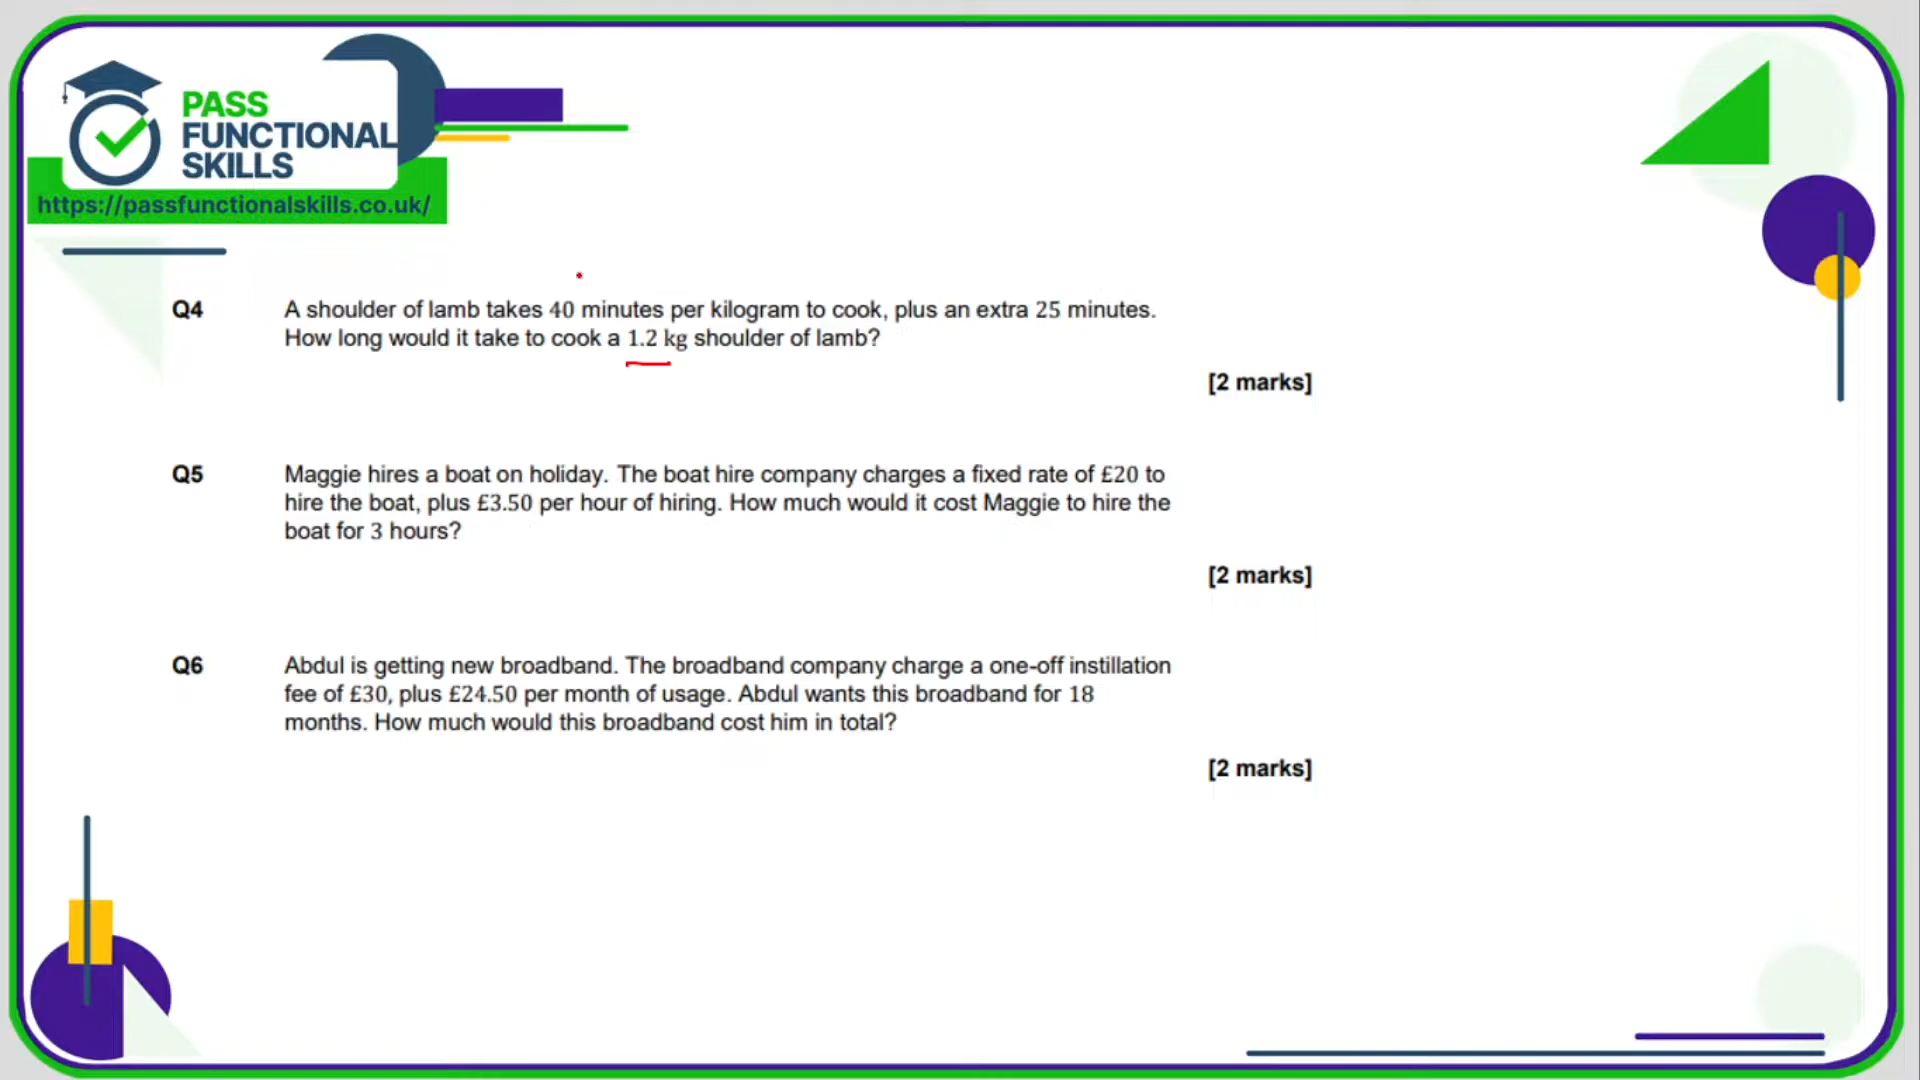 PASS
FUNCTIONAL
SKILLS
https://passfunctionalskills.co.uk/
Q4 A shoulder of lamb takes 40 minutes per kilogram to cook, plus an extra 25 minutes.
How long would it take to cook a 1.2 kg shoulder of lamb?
[2 marks]
Q5 Maggie hires a boat on holiday. The boat hire company charges a fixed rate of £20 to
hire the boat, plus £3.50 per hour of hiring. How much would it cost Maggie to hire the
boat for 3 hours?
[2 marks]
Q6 Abdul is getting new broadband. The broadband company charge a one-off instillation
fee of £30, plus £24.50 per month of usage. Abdul wants this broadband for 18
months. How much would this broadband cost him in total?
[2 marks]